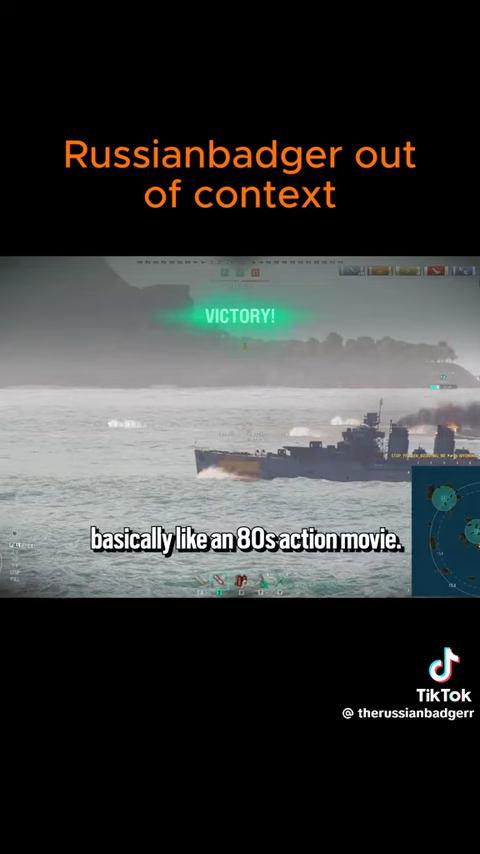 Russianbadger out
of context
VICTORY!
basically like an 80s action movie.
TikTok
@ therussianbadgerr